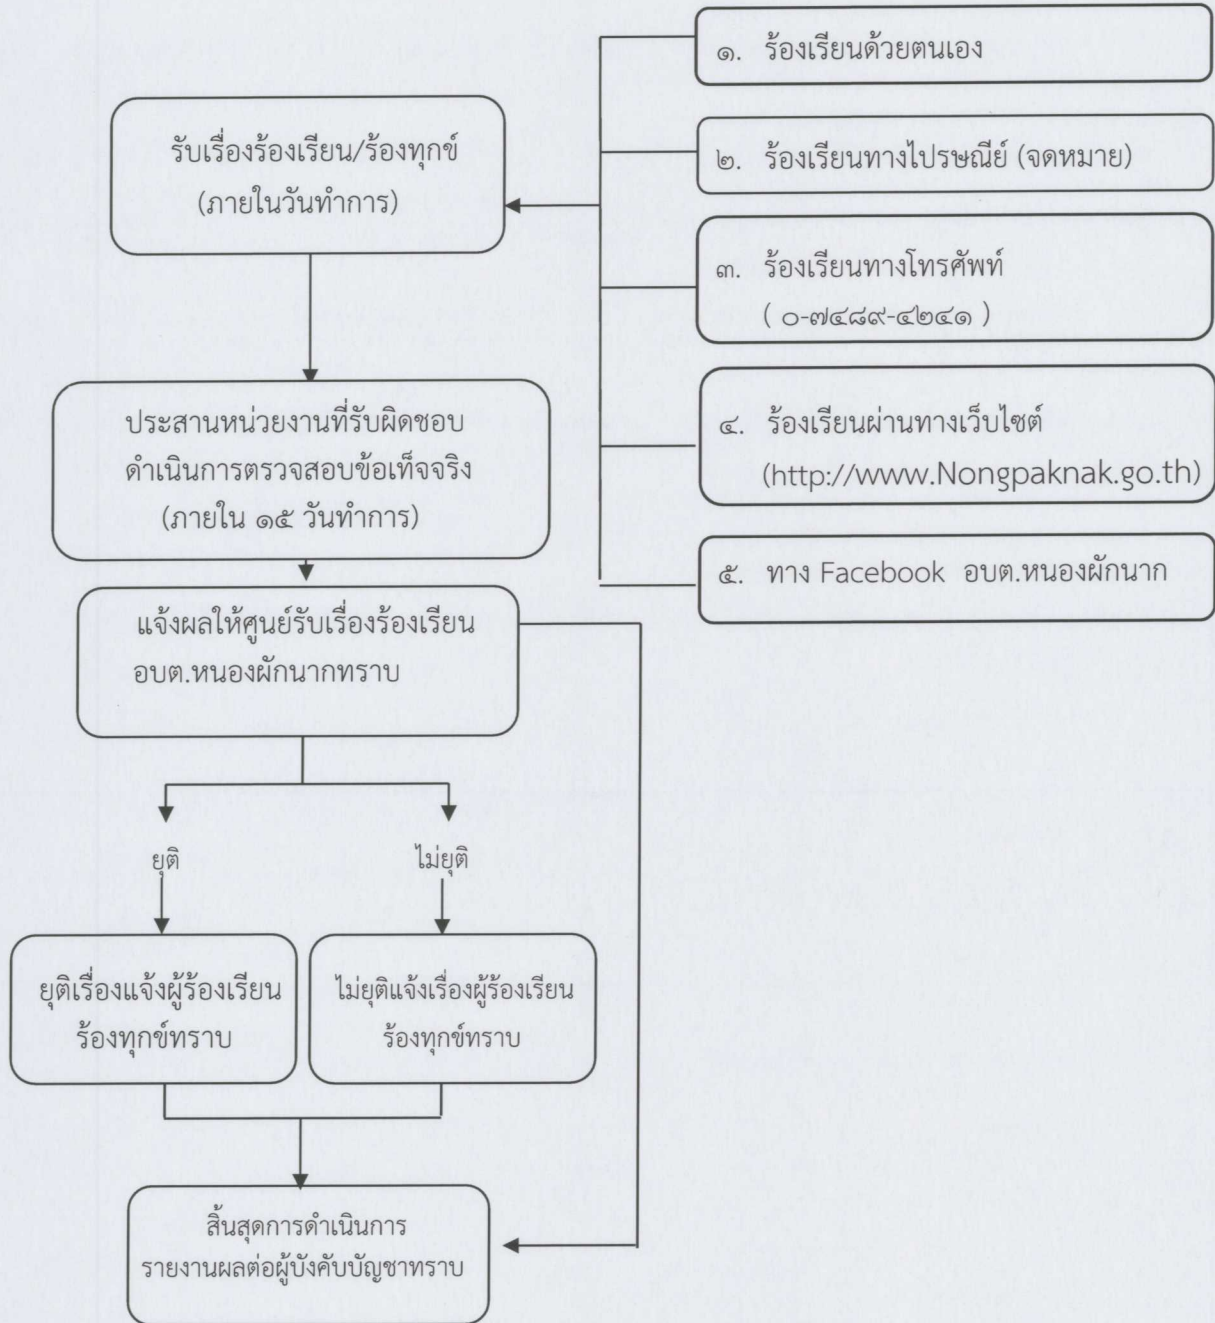 ๑. ร้องเรียนด้วยตนเอง
๒. ร้องเรียนทางไปรษณีย์ (จดหมาย)
๓. ร้องเรียนทางโทรศัพท์
( ๐-๗๔๘๙-๔๒๔๑ )
๔. ร้องเรียนผ่านทางเว็บไซต์
(http://www.Nongpaknak.go.th)
๕. ทาง Facebook อบต.หนองผักนาก
รับเรื่องร้องเรียน/ร้องทุกข์
(ภายในวันทำการ)
ประสานหน่วยงานที่รับผิดชอบ
ดำเนินการตรวจสอบข้อเท็จจริง
(ภายใน ๑๕ วันทำการ)
แจ้งผลให้ศูนย์รับเรื่องร้องเรียน
อบต.หนองผักนากทราบ
ยุติ
ไม่ยุติ
ยุติเรื่องแจ้งผู้ร้องเรียน
ร้องทุกข์ทราบ
ไม่ยุติแจ้งเรื่องผู้ร้องเรียน
ร้องทุกข์ทราบ
สิ้นสุดการดำเนินการ
รายงานผลต่อผู้บังคับบัญชาทราบ